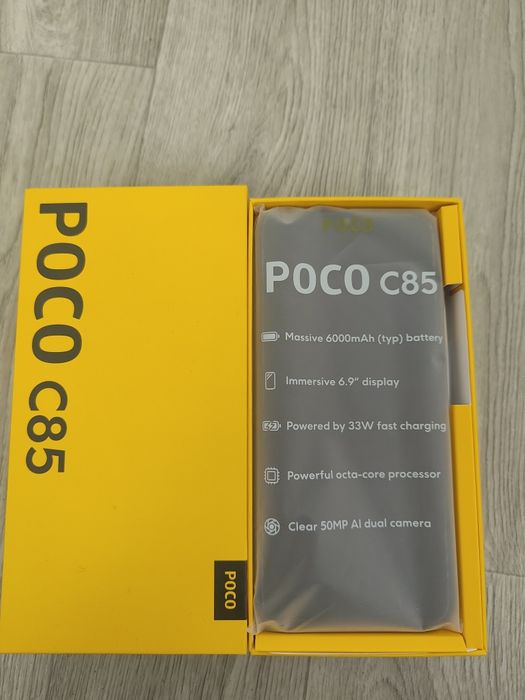 POCO C85
POCO
POCO
POCO C85
Massive 6000mAh (typ) battery
Immersive 6.9" display
Powered by 33W fast charging
Powerful octa-core processor
Clear 50MP AI dual camera